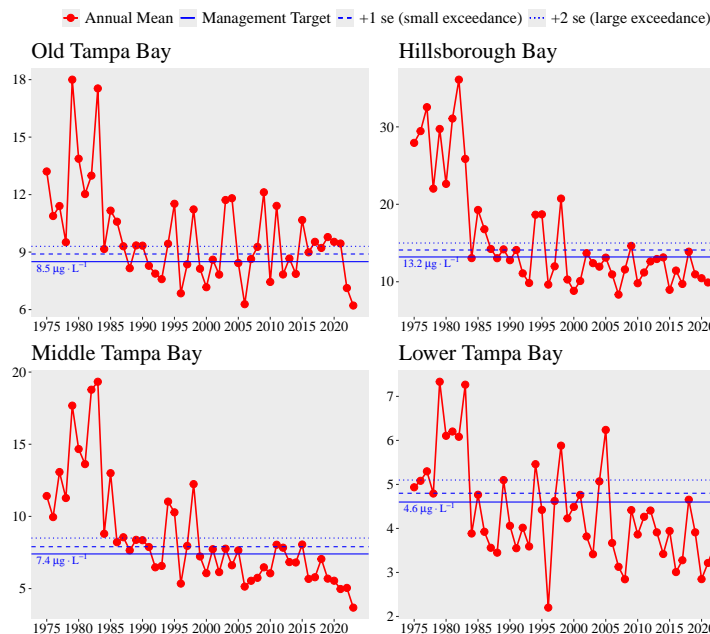 Annual Mean Management Target +1 se (small exceedance) +2 se (large exceedance)
Old Tampa Bay
18
15
12
9
6
8.5 μg · L⁻¹
1975 1980 1985 1990 1995 2000 2005 2010 2015 2020
Hillsborough Bay
30
20
10
13.2 μg · L⁻¹
1975 1980 1985 1990 1995 2000 2005 2010 2015 2020
Middle Tampa Bay
20
15
10
5
7.4 μg · L⁻¹
1975 1980 1985 1990 1995 2000 2005 2010 2015 2020
Lower Tampa Bay
7
6
5
4
3
2
4.6 μg · L⁻¹
1975 1980 1985 1990 1995 2000 2005 2010 2015 2020